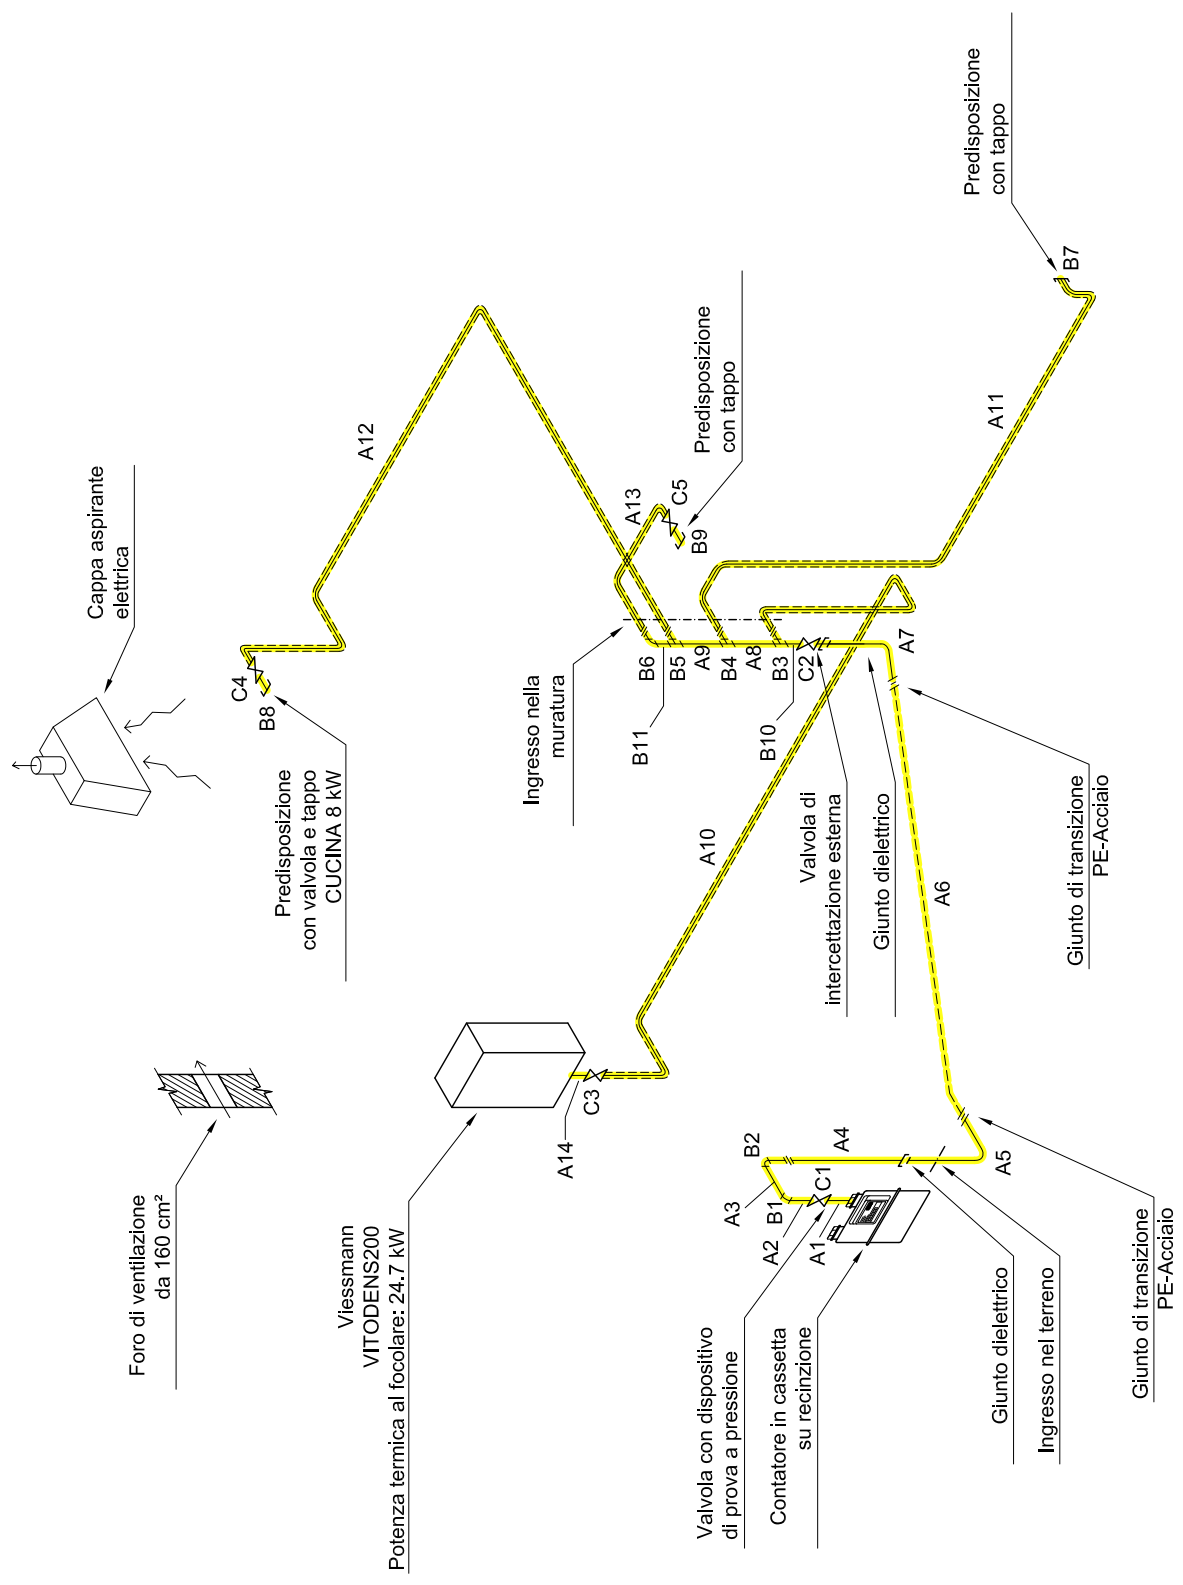 Foro di ventilazione
da 160 cm²
Cappa aspirante
elettrica
Viessmann
VITODENS200
Potenza termica al focolare: 24.7 kW
Predisposizione
con valvola e tappo
CUCINA 8 kW
C4
B8
A12
A14
C3
Ingresso nella
muratura
B11
B6
B5
A9
B4
A8
B3
B10
C2
A13
C5
B9
Predisposizione
con tappo
A10
Valvola con dispositivo
di prova a pressione
Contatore in cassetta
su recinzione
A1
A2
B1
C1
A3
B2
A4
A5
Valvola di
intercettazione esterna
Giunto dielettrico
A7
A6
A11
B7
Predisposizione
con tappo
Giunto dielettrico
Ingresso nel terreno
Giunto di transizione
PE-Acciaio
Giunto di transizione
PE-Acciaio